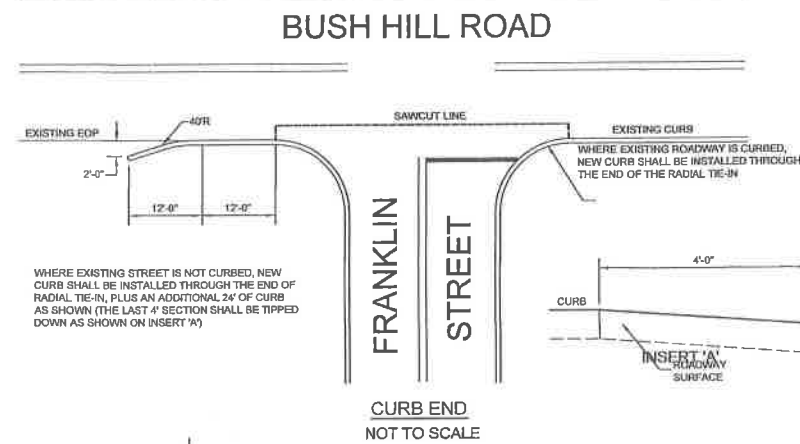 BUSH HILL ROAD
SAWCUT LINE
40'R
EXISTING EOP
EXISTING CURB
WHERE EXISTING ROADWAY IS CURBED,
NEW CURB SHALL BE INSTALLED THROUGH
THE END OF THE RADIAL TIE-IN
2'-0"
12'-0"
12'-0"
FRANKLIN
STREET
4'-0"
WHERE EXISTING STREET IS NOT CURBED, NEW
CURB SHALL BE INSTALLED THROUGH THE END OF
RADIAL TIE-IN, PLUS AN ADDITIONAL 24' OF CURB
AS SHOWN (THE LAST 4' SECTION SHALL BE TIPPED
DOWN AS SHOWN ON INSERT 'A')
CURB
INSERT 'A'
ROADWAY
SURFACE
CURB END
NOT TO SCALE